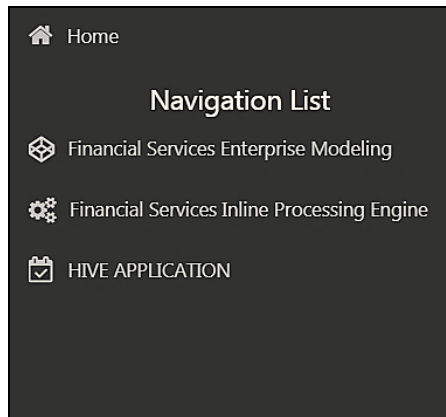 Home
Navigation List
Financial Services Enterprise Modeling
Financial Services Inline Processing Engine
HIVE APPLICATION